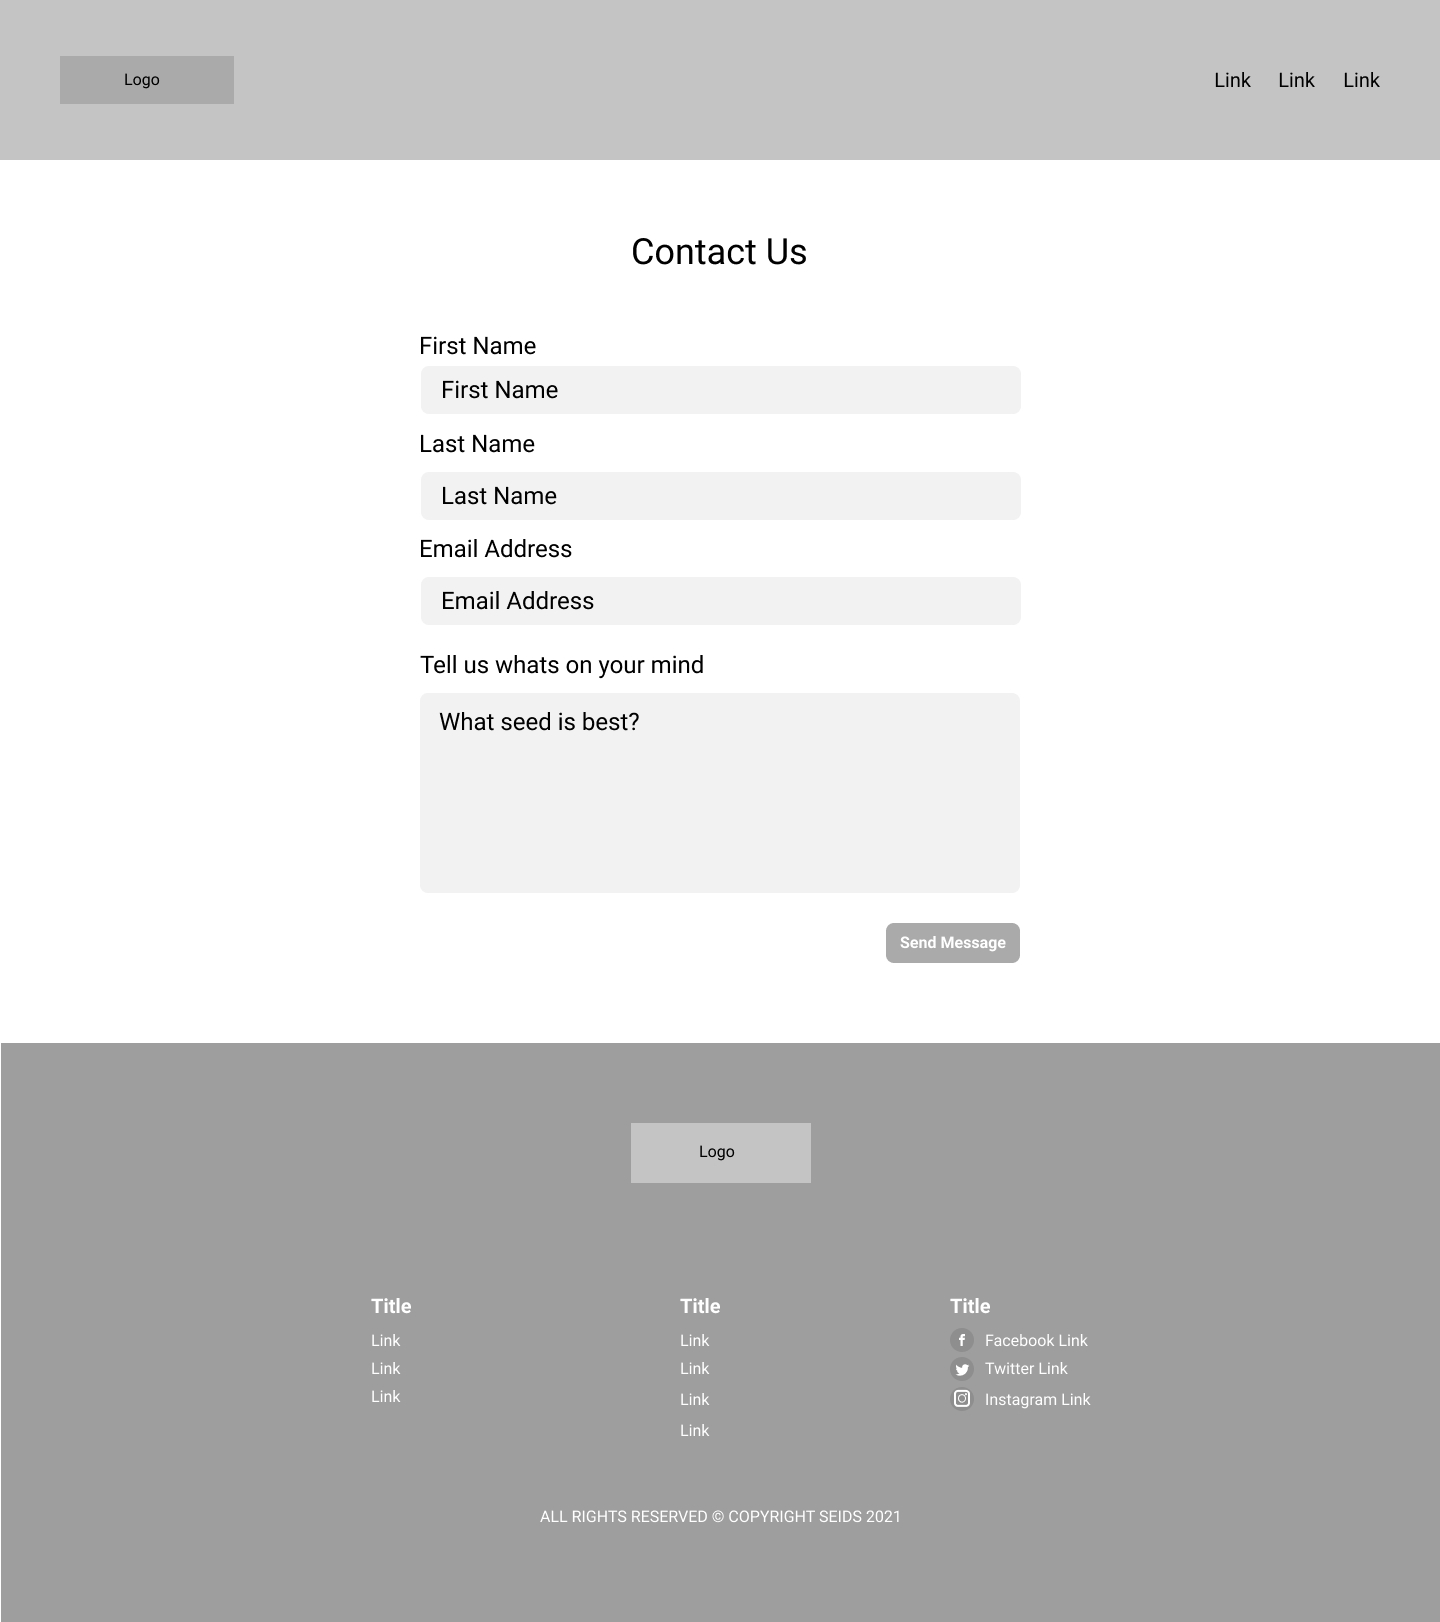 Logo
Link Link Link
Contact Us
First Name
First Name
Last Name
Last Name
Email Address
Email Address
Tell us whats on your mind
What seed is best?
Send Message
Logo
Title
Link
Link
Link
Title
Link
Link
Link
Link
Title
Facebook Link
Twitter Link
Instagram Link
ALL RIGHTS RESERVED © COPYRIGHT SEIDS 2021